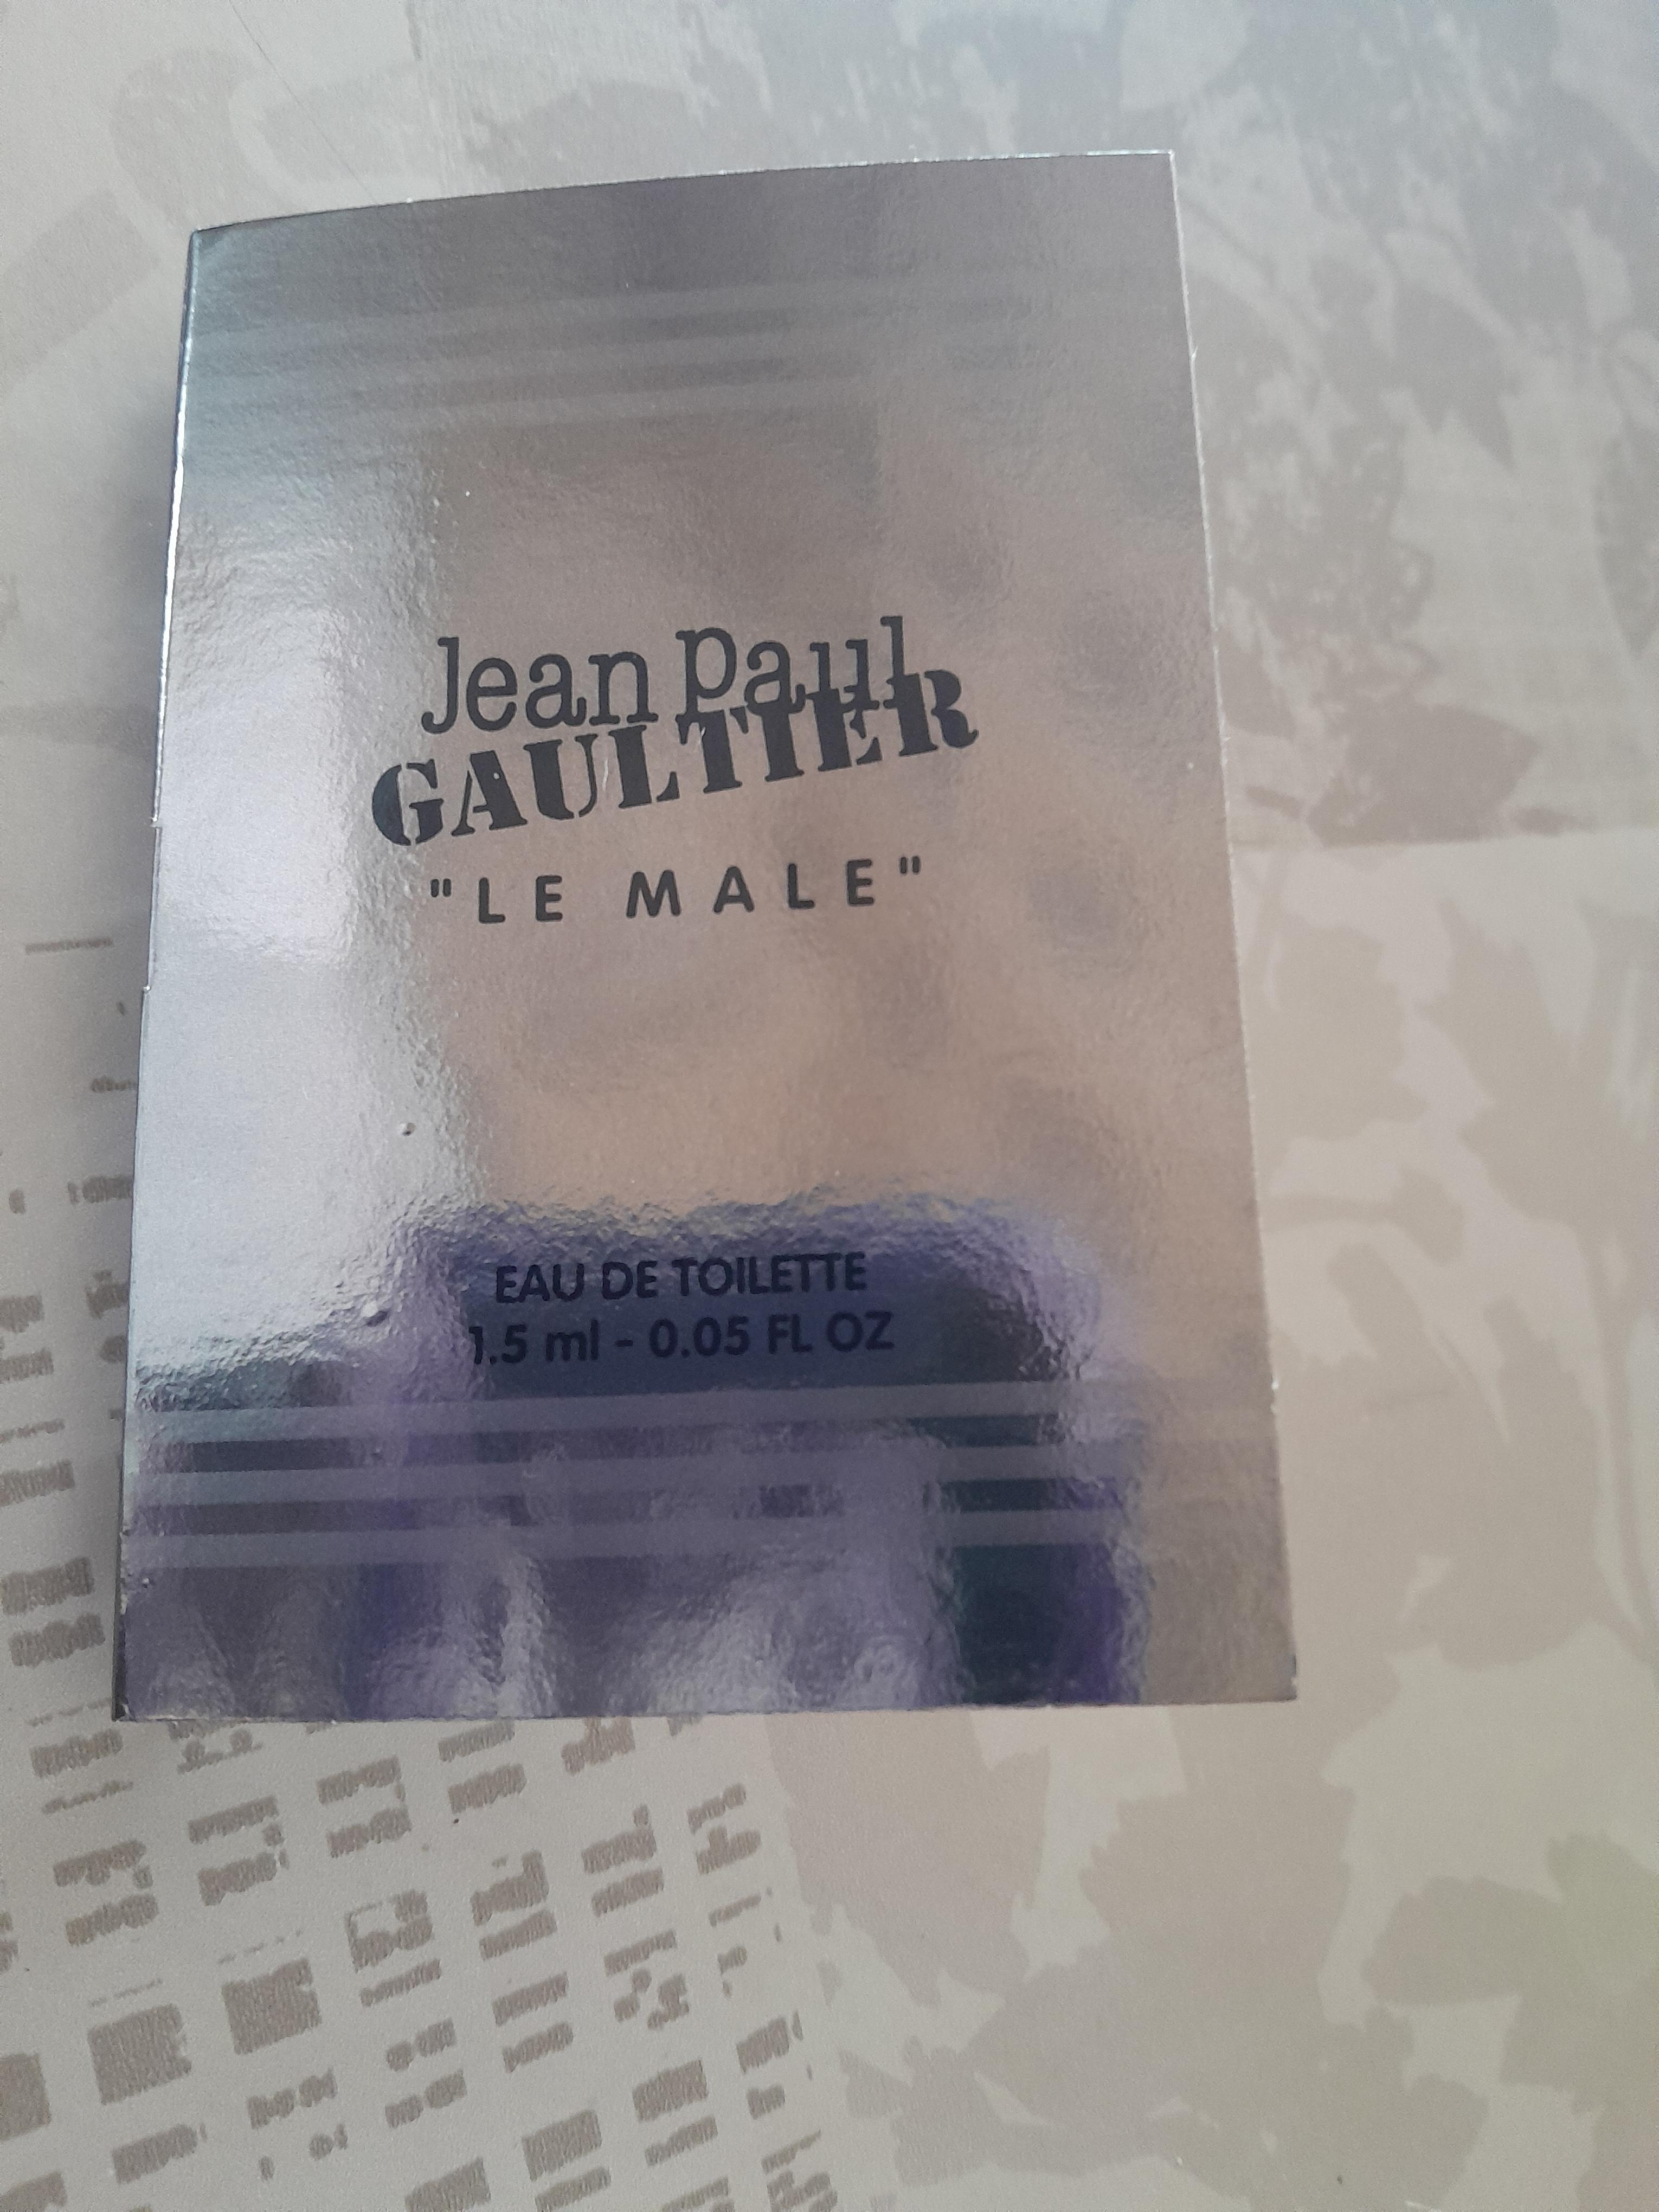 Jean Paul
GAULTIER
"LE MALE"
EAU DE TOILETTE
1.5 ml - 0.05 FL OZ